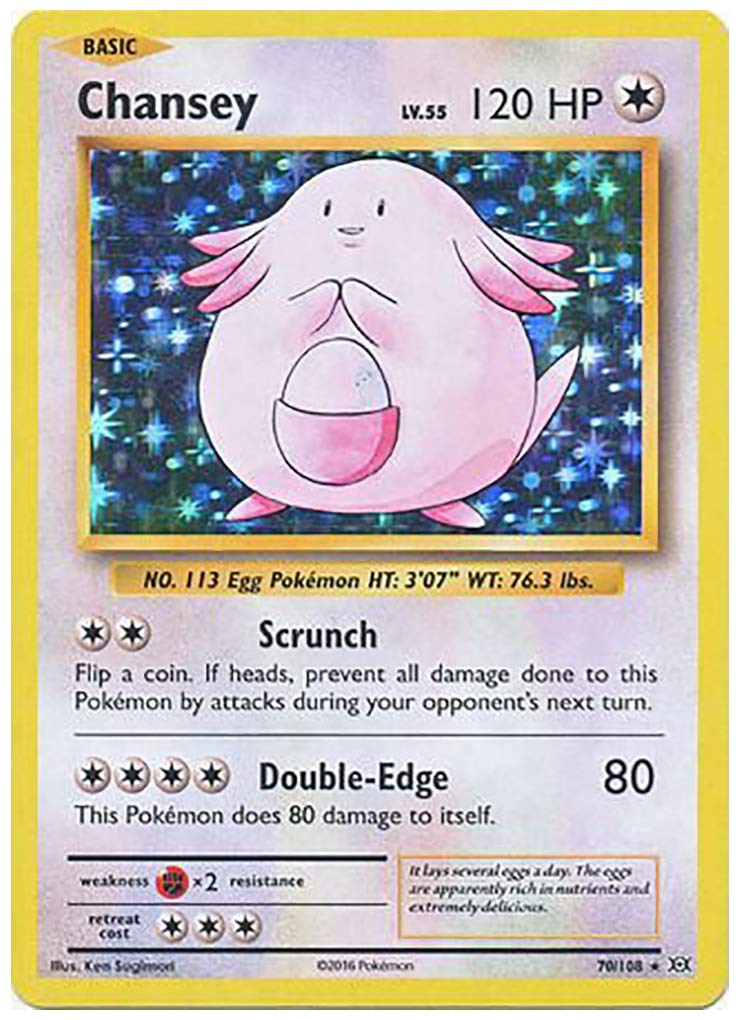 BASIC
Chansey LV.55 120 HP
NO. 113 Egg Pokémon HT: 3'07" WT: 76.3 lbs.
Scrunch
Flip a coin. If heads, prevent all damage done to this
Pokémon by attacks during your opponent's next turn.
Double-Edge 80
This Pokémon does 80 damage to itself.
weakness ×2 resistance
retreat
cost
It lays several eggs a day. The eggs
are apparently rich in nutrients and
extremely delicious.
Illus. Ken Sugimori ©2016 Pokémon 70/108 ★